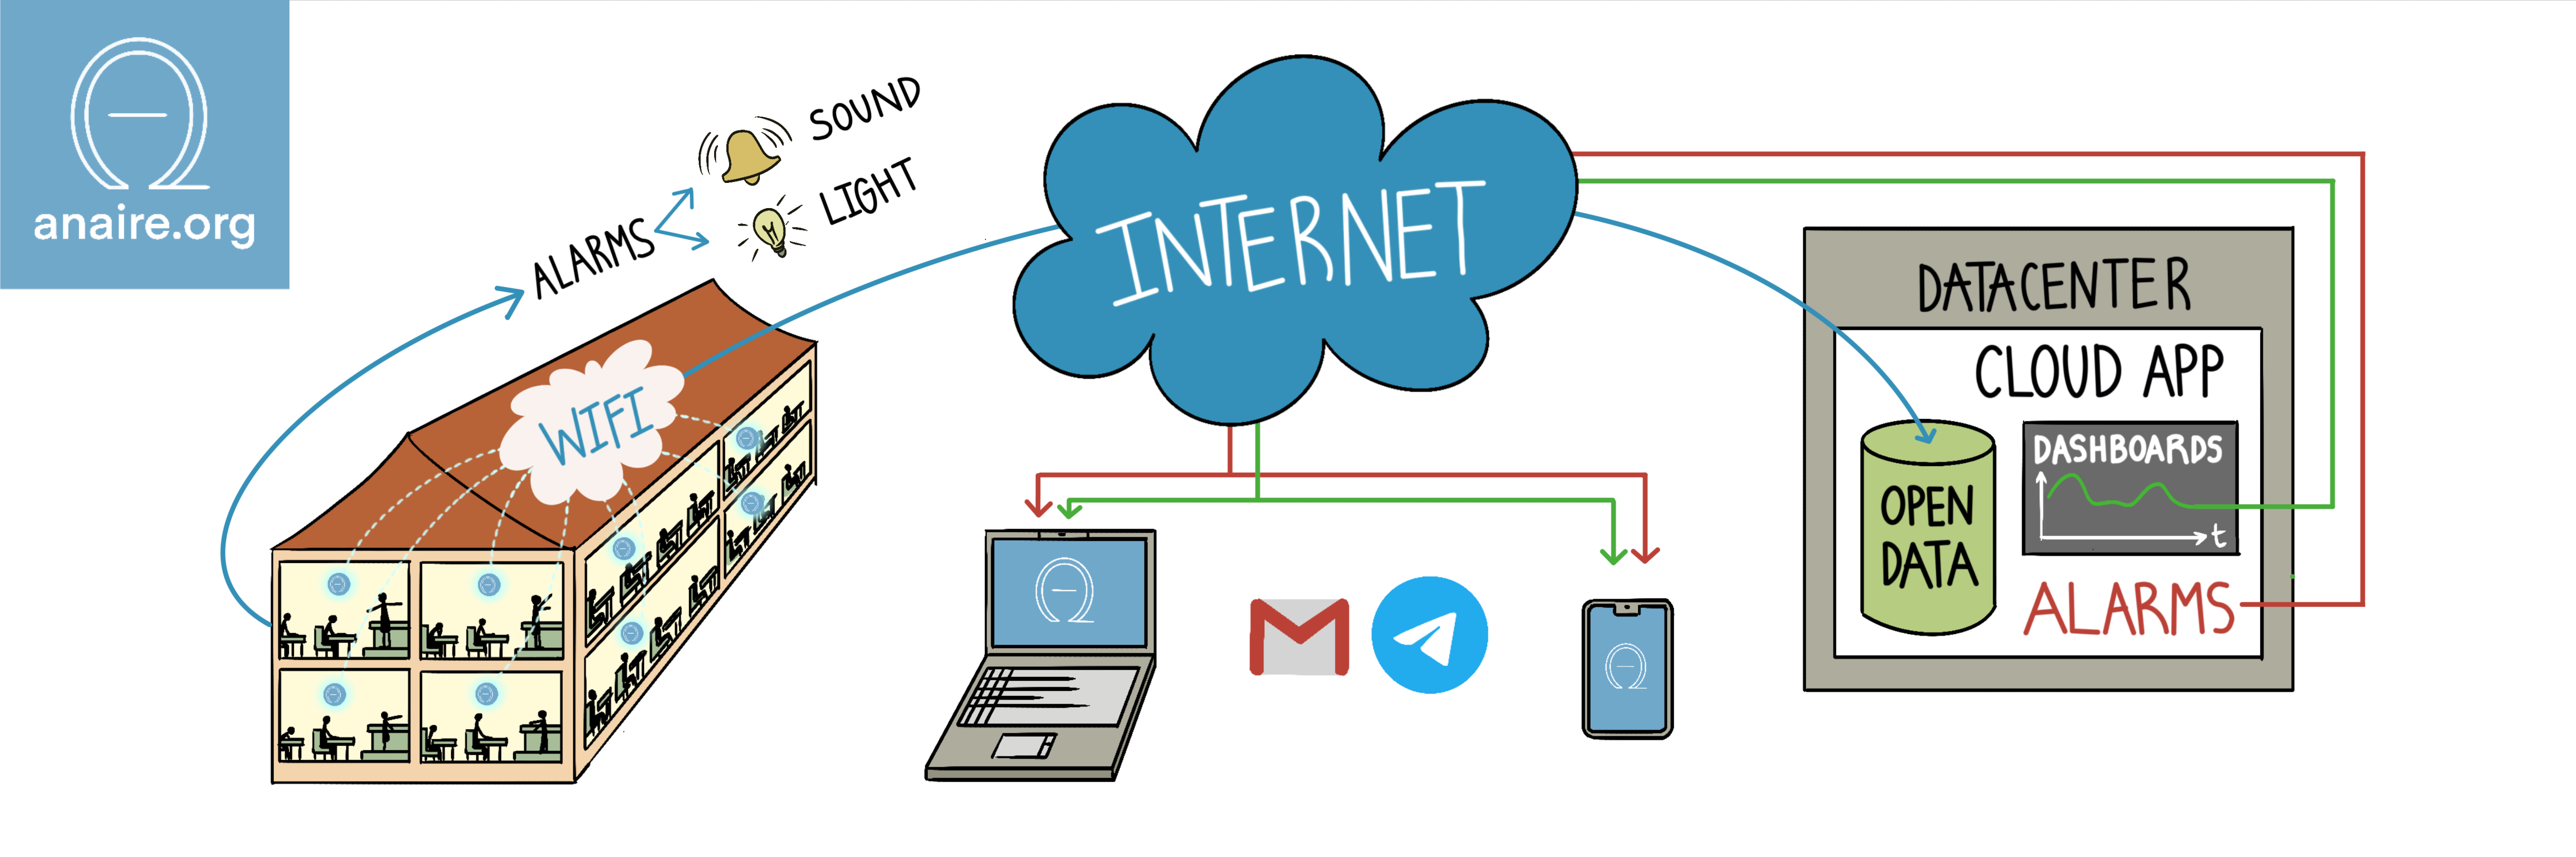 anaire.org
ALARMS
SOUND
LIGHT
WIFI
INTERNET
DATACENTER
CLOUD APP
OPEN
DATA
DASHBOARDS
t
ALARMS